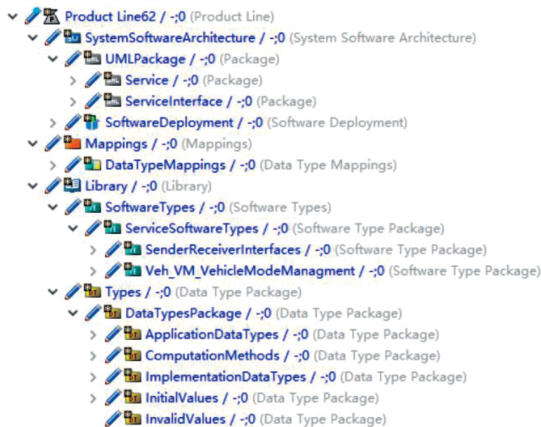 Product Line62 / -;0 (Product Line)
SystemSoftwareArchitecture / -;0 (System Software Architecture)
UMLPackage / -;0 (Package)
Service / -;0 (Package)
ServiceInterface / -;0 (Package)
SoftwareDeployment / -;0 (Software Deployment)
Mappings / -;0 (Mappings)
DataTypeMappings / -;0 (Data Type Mappings)
Library / -;0 (Library)
SoftwareTypes / -;0 (Software Types)
ServiceSoftwareTypes / -;0 (Software Type Package)
SenderReceiverInterfaces / -;0 (Software Type Package)
Veh_VM_VehicleModeManagment / -;0 (Software Type Package)
Types / -;0 (Data Type Package)
DataTypesPackage / -;0 (Data Type Package)
ApplicationDataTypes / -;0 (Data Type Package)
ComputationMethods / -;0 (Data Type Package)
ImplementationDataTypes / -;0 (Data Type Package)
InitialValues / -;0 (Data Type Package)
InvalidValues / -;0 (Data Type Package)